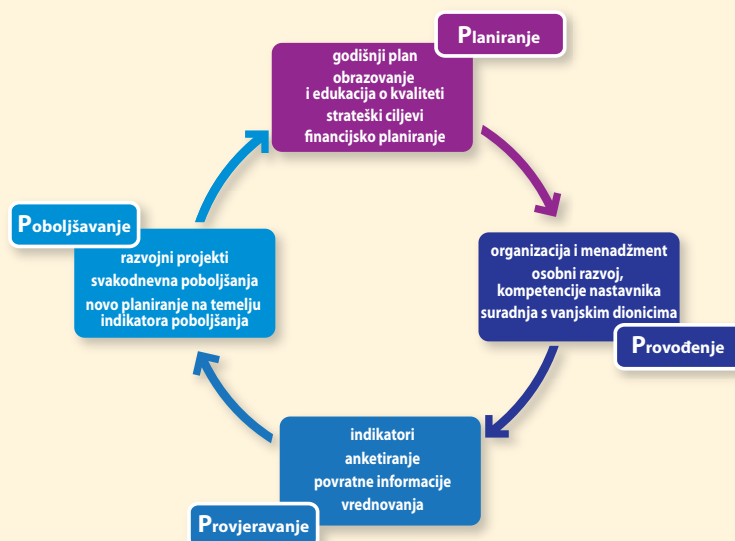 Planiranje
godišnji plan
obrazovanje
i edukacija o kvaliteti
strateški ciljevi
financijsko planiranje
organizacija i menadžment
osobni razvoj,
kompetencije nastavnika
suradnja s vanjskim dionicima
Provođenje
indikatori
anketiranje
povratne informacije
vrednovanja
Provjeravanje
Poboljšavanje
razvojni projekti
svakodnevna poboljšanja
novo planiranje na temelju
indikatora poboljšanja